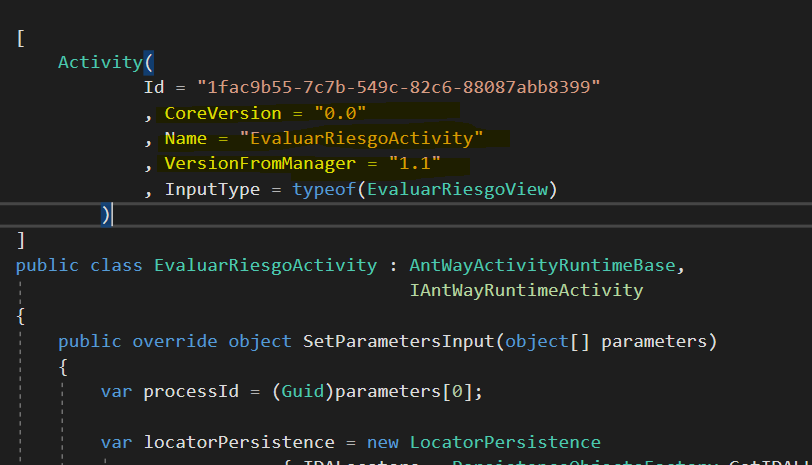 [
Activity(
Id = "1fac9b55-7c7b-549c-82c6-88087abb8399"
, CoreVersion = "0.0"
, Name = "EvaluarRiesgoActivity"
, VersionFromManager = "1.1"
, InputType = typeof(EvaluarRiesgoView)
)
]
public class EvaluarRiesgoActivity : AntWayActivityRuntimeBase,
IAntWayRuntimeActivity
{
public override object SetParametersInput(object[] parameters)
{
var processId = (Guid)parameters[0];
var locatorPersistence = new LocatorPersistence